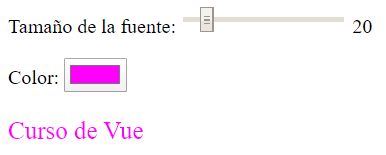 Tamaño de la fuente: 20
Color:
Curso de Vue